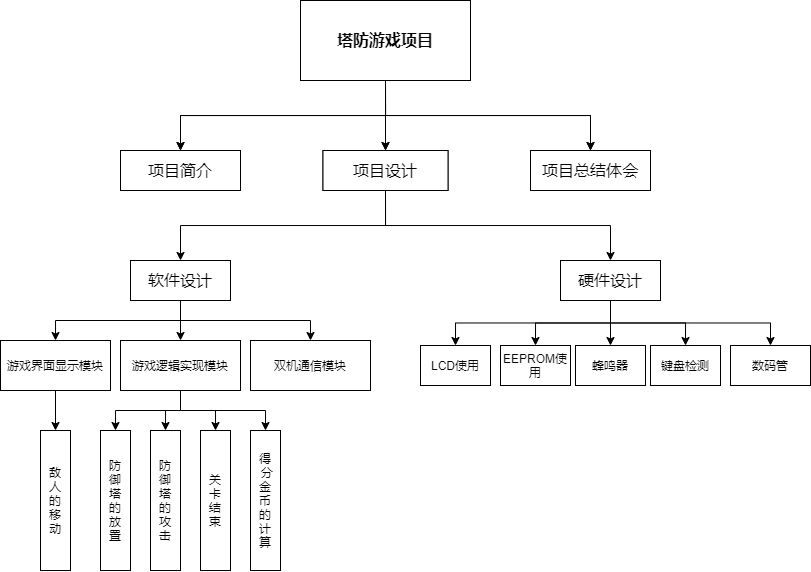 塔防游戏项目
项目简介
项目设计
项目总结体会
软件设计
硬件设计
游戏界面显示模块
游戏逻辑实现模块
双机通信模块
LCD使用
EEPROM使
用
蜂鸣器
键盘检测
数码管
敌人的移动
防御塔的放置
防御塔的攻击
关卡结束
得分金币的计算